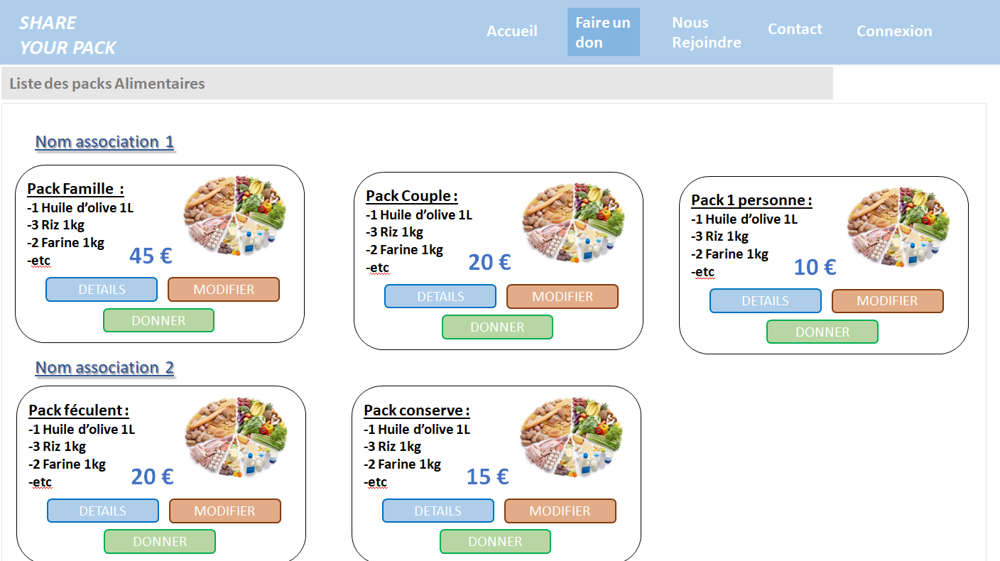 SHARE
YOUR PACK
Accueil
Faire un
don
Nous
Rejoindre
Contact
Connexion
Liste des packs Alimentaires
Nom association 1
Pack Famille :
-1 Huile d’olive 1L
-3 Riz 1kg
-2 Farine 1kg
-etc
45 €
DETAILS
MODIFIER
DONNER
Pack Couple :
-1 Huile d’olive 1L
-3 Riz 1kg
-2 Farine 1kg
-etc
20 €
DETAILS
MODIFIER
DONNER
Pack 1 personne :
-1 Huile d’olive 1L
-3 Riz 1kg
-2 Farine 1kg
-etc
10 €
DETAILS
MODIFIER
DONNER
Nom association 2
Pack féculent :
-1 Huile d’olive 1L
-3 Riz 1kg
-2 Farine 1kg
-etc
20 €
DETAILS
MODIFIER
DONNER
Pack conserve :
-1 Huile d’olive 1L
-3 Riz 1kg
-2 Farine 1kg
-etc
15 €
DETAILS
MODIFIER
DONNER